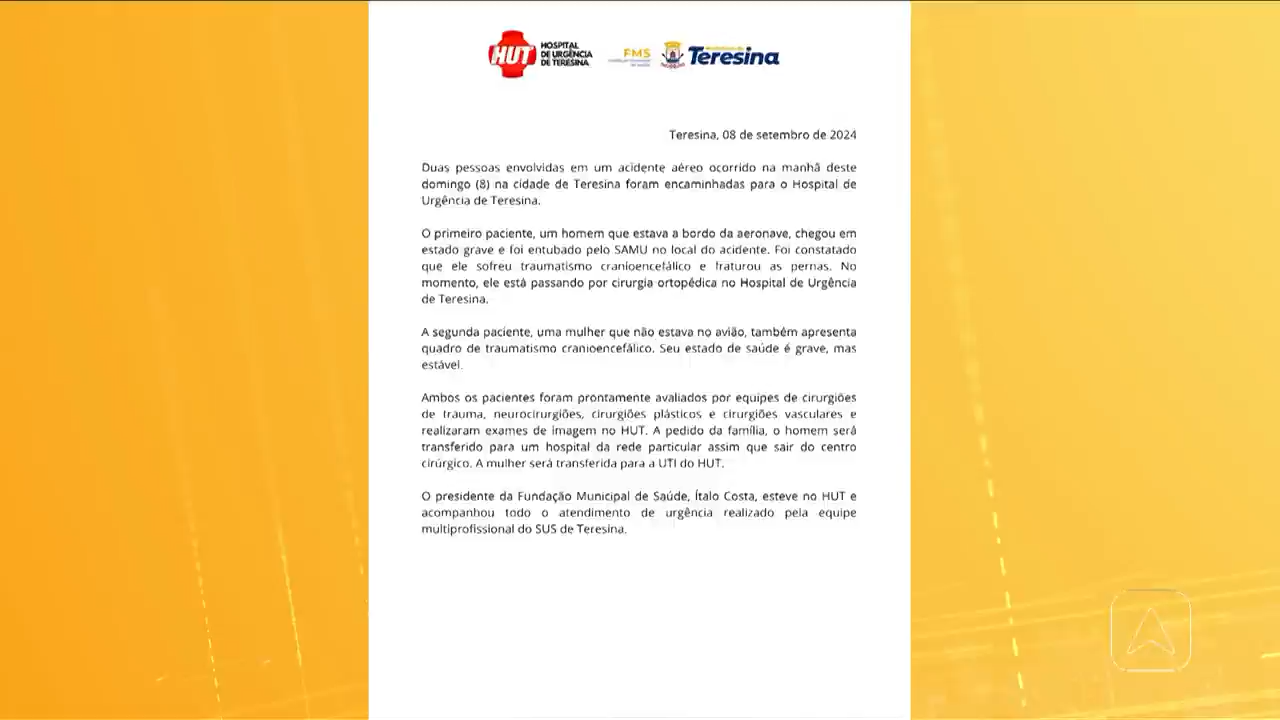 HUT
HOSPITAL
DE URGÊNCIA
DE TERESINA
FMS
Teresina
Teresina, 08 de setembro de 2024
Duas pessoas envolvidas em um acidente aéreo ocorrido na manhã deste
domingo (8) na cidade de Teresina foram encaminhadas para o Hospital de
Urgência de Teresina.
O primeiro paciente, um homem que estava a bordo da aeronave, chegou em
estado grave e foi entubado pelo SAMU no local do acidente. Foi constatado
que ele sofreu traumatismo cranioencefálico e fraturou as pernas. No
momento, ele está passando por cirurgia ortopédica no Hospital de Urgência
de Teresina.
A segunda paciente, uma mulher que não estava no avião, também apresenta
quadro de traumatismo cranioencefálico. Seu estado de saúde é grave, mas
estável.
Ambos os pacientes foram prontamente avaliados por equipes de cirurgiões
de trauma, neurocirurgiões, cirurgiões plásticos e cirurgiões vasculares e
realizaram exames de imagem no HUT. A pedido da família, o homem será
transferido para um hospital da rede particular assim que sair do centro
cirúrgico. A mulher será transferida para a UTI do HUT.
O presidente da Fundação Municipal de Saúde, Ítalo Costa, esteve no HUT e
acompanhou todo o atendimento de urgência realizado pela equipe
multiprofissional do SUS de Teresina.